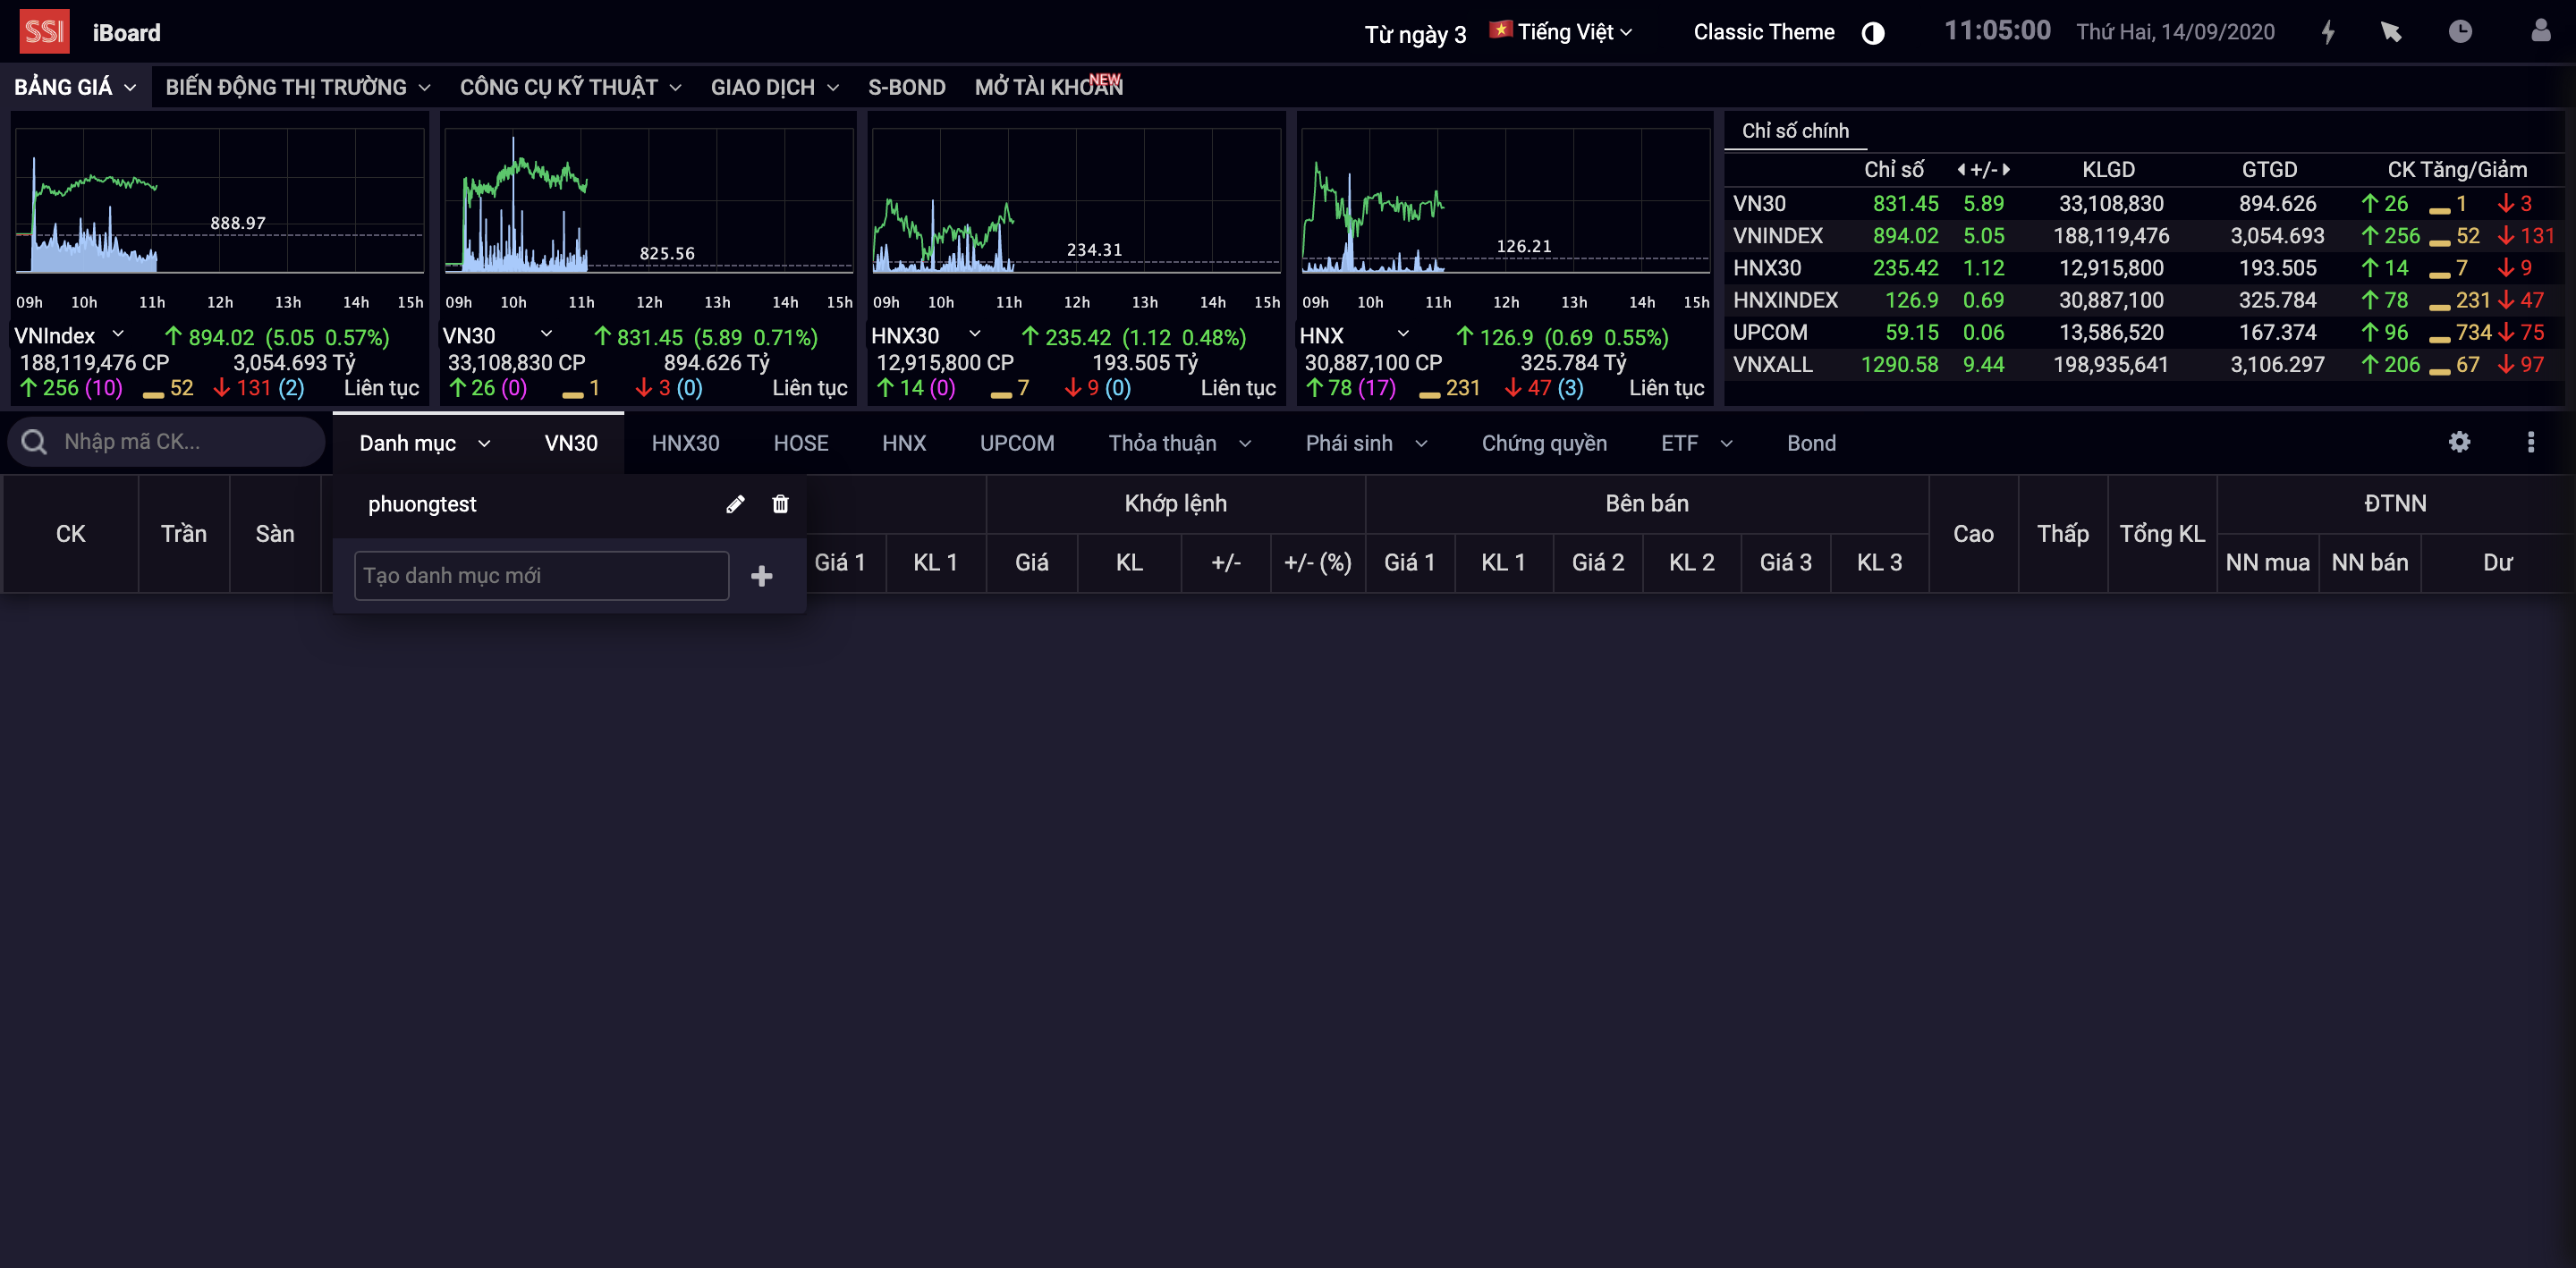 SSI iBoard Từ ngày 3 Tiếng Việt Classic Theme 11:05:00 Thứ Hai, 14/09/2020
BẢNG GIÁ BIẾN ĐỘNG THỊ TRƯỜNG CÔNG CỤ KỸ THUẬT GIAO DỊCH S-BOND MỞ TÀI KHOẢN NEW
888.97
09h 10h 11h 12h 13h 14h 15h
VNIndex 894.02 (5.05 0.57%)
188,119,476 CP 3,054.693 Tỷ
256 (10) 52 131 (2) Liên tục
825.56
09h 10h 11h 12h 13h 14h 15h
VN30 831.45 (5.89 0.71%)
33,108,830 CP 894.626 Tỷ
26 (0) 1 3 (0) Liên tục
234.31
09h 10h 11h 12h 13h 14h 15h
HNX30 235.42 (1.12 0.48%)
12,915,800 CP 193.505 Tỷ
14 (0) 7 9 (0) Liên tục
126.21
09h 10h 11h 12h 13h 14h 15h
HNX 126.9 (0.69 0.55%)
30,887,100 CP 325.784 Tỷ
78 (17) 231 47 (3) Liên tục
Chỉ số chính
Chỉ số +/- KLGD GTGD CK Tăng/Giảm
VN30 831.45 5.89 33,108,830 894.626 26 1 3
VNINDEX 894.02 5.05 188,119,476 3,054.693 256 52 131
HNX30 235.42 1.12 12,915,800 193.505 14 7 9
HNXINDEX 126.9 0.69 30,887,100 325.784 78 231 47
UPCOM 59.15 0.06 13,586,520 167.374 96 734 75
VNXALL 1290.58 9.44 198,935,641 3,106.297 206 67 97
Nhập mã CK... Danh mục VN30 HNX30 HOSE HNX UPCOM Thỏa thuận Phái sinh Chứng quyền ETF Bond
phuongtest
Tạo danh mục mới
CK Trần Sàn Khớp lệnh Bên bán Cao Thấp Tổng KL ĐTNN
Giá 1 KL 1 Giá KL +/- +/- (%) Giá 1 KL 1 Giá 2 KL 2 Giá 3 KL 3 NN mua NN bán Dư